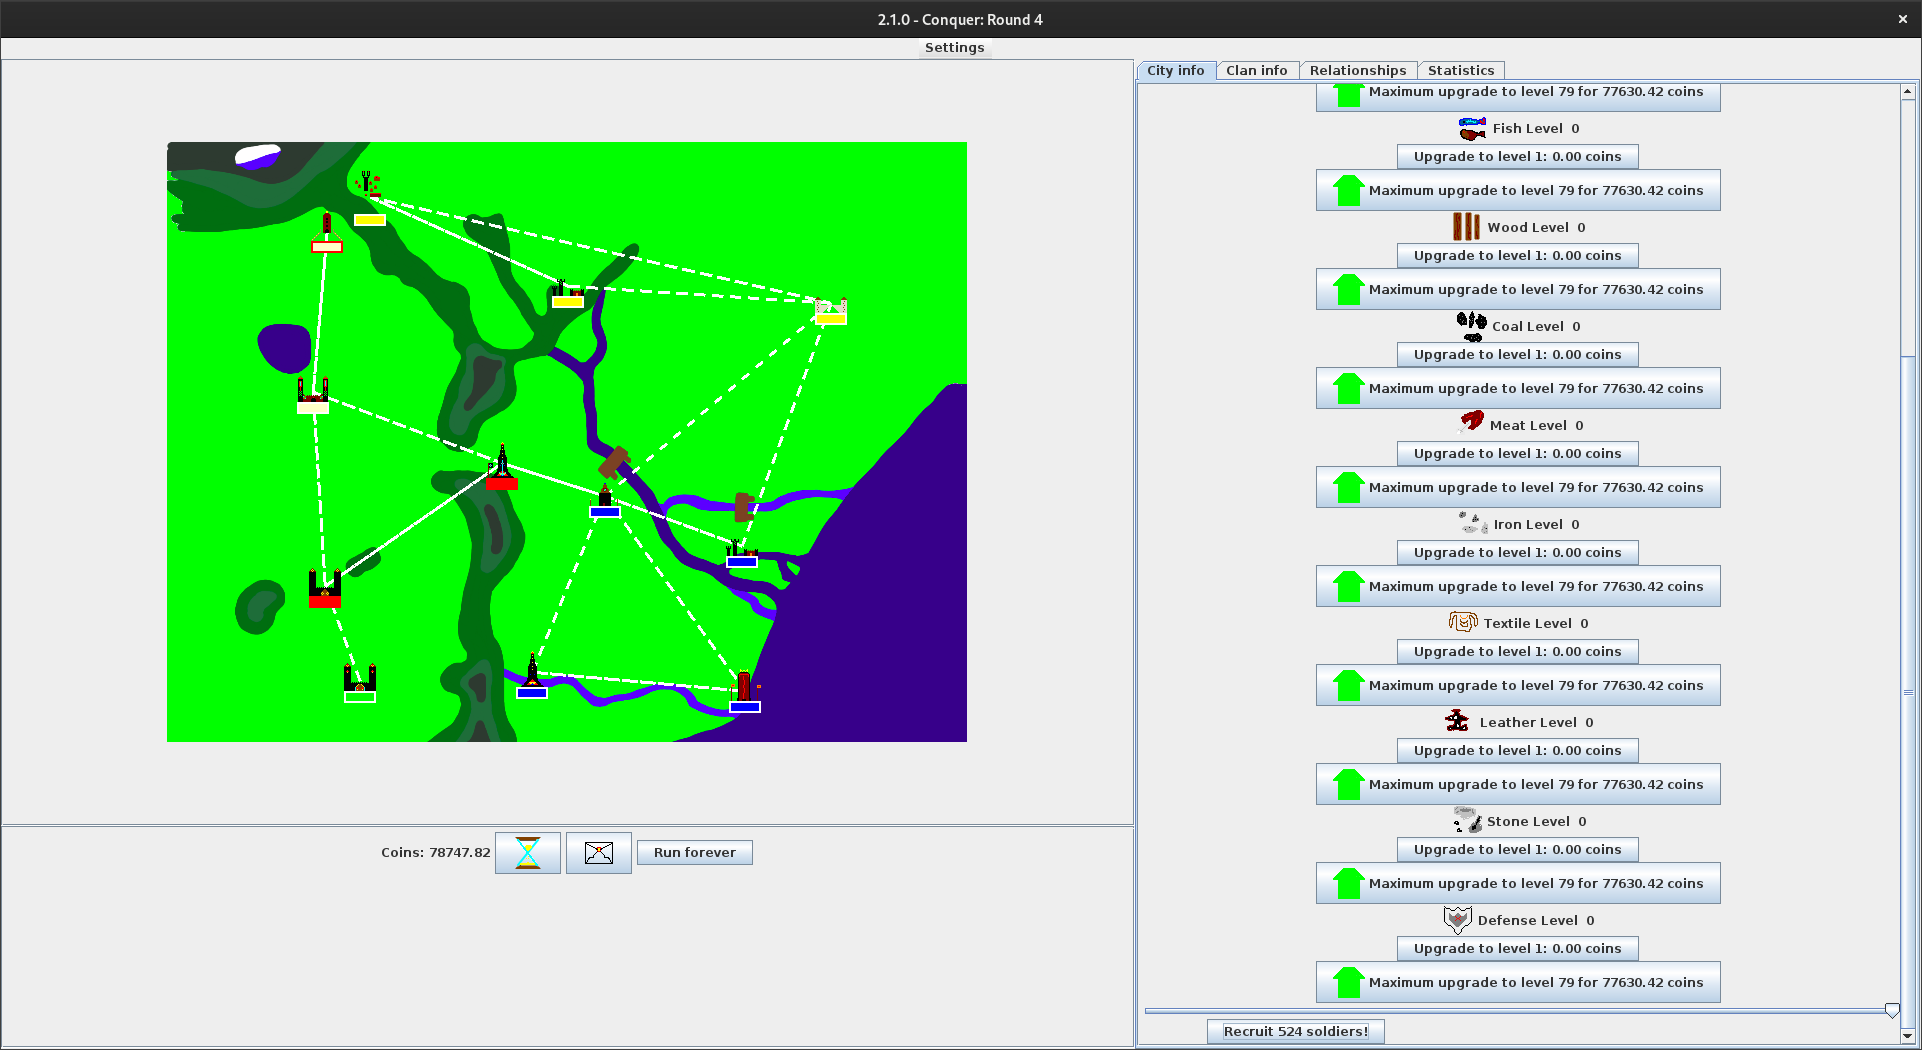 2.1.0 - Conquer: Round 4
Settings
City info
Clan info
Relationships
Statistics
Maximum upgrade to level 79 for 77630.42 coins
Fish Level 0
Upgrade to level 1: 0.00 coins
Maximum upgrade to level 79 for 77630.42 coins
Wood Level 0
Upgrade to level 1: 0.00 coins
Maximum upgrade to level 79 for 77630.42 coins
Coal Level 0
Upgrade to level 1: 0.00 coins
Maximum upgrade to level 79 for 77630.42 coins
Meat Level 0
Upgrade to level 1: 0.00 coins
Maximum upgrade to level 79 for 77630.42 coins
Iron Level 0
Upgrade to level 1: 0.00 coins
Maximum upgrade to level 79 for 77630.42 coins
Textile Level 0
Upgrade to level 1: 0.00 coins
Maximum upgrade to level 79 for 77630.42 coins
Leather Level 0
Upgrade to level 1: 0.00 coins
Maximum upgrade to level 79 for 77630.42 coins
Stone Level 0
Upgrade to level 1: 0.00 coins
Maximum upgrade to level 79 for 77630.42 coins
Defense Level 0
Upgrade to level 1: 0.00 coins
Maximum upgrade to level 79 for 77630.42 coins
Recruit 524 soldiers!
Coins: 78747.82
Run forever